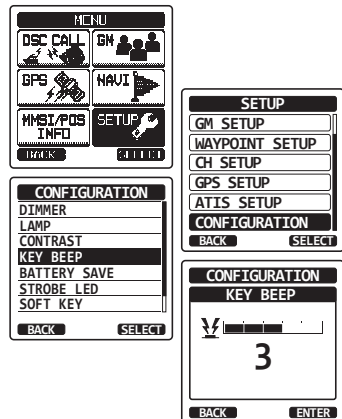 MENU
DSC CALL
GM
GPS
NAVI
MMSI/POS
INFO
SETUP
BACK
SELECT
SETUP
GM SETUP
WAYPOINT SETUP
CH SETUP
GPS SETUP
ATIS SETUP
CONFIGURATION
BACK
SELECT
CONFIGURATION
DIMMER
LAMP
CONTRAST
KEY BEEP
BATTERY SAVE
STROBE LED
SOFT KEY
BACK
SELECT
CONFIGURATION
KEY BEEP
3
BACK
ENTER